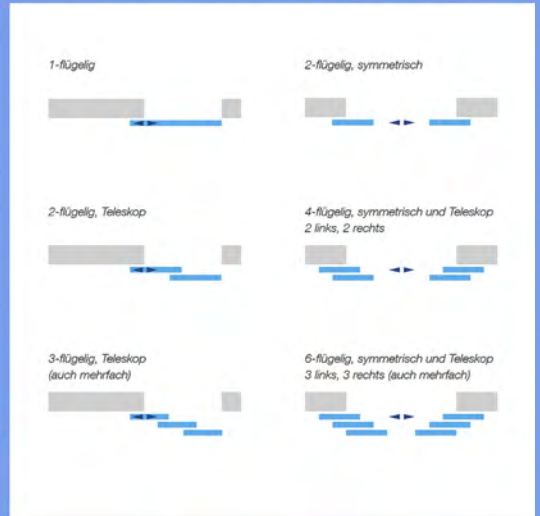 1-flügelig
2-flügelig, symmetrisch
2-flügelig, Teleskop
4-flügelig, symmetrisch und Teleskop
2 links, 2 rechts
3-flügelig, Teleskop
(auch mehrfach)
6-flügelig, symmetrisch und Teleskop
3 links, 3 rechts (auch mehrfach)